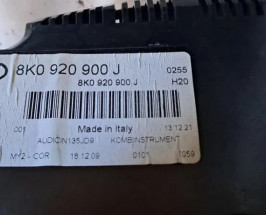 8K0 920 900 J 0255
8K0 920 900 J H20
001 Made in Italy 13.12.21
AUDICIN135JD9 KOMBIINSTRUMENT
MY2 - COR 18.12.09 0101 1059